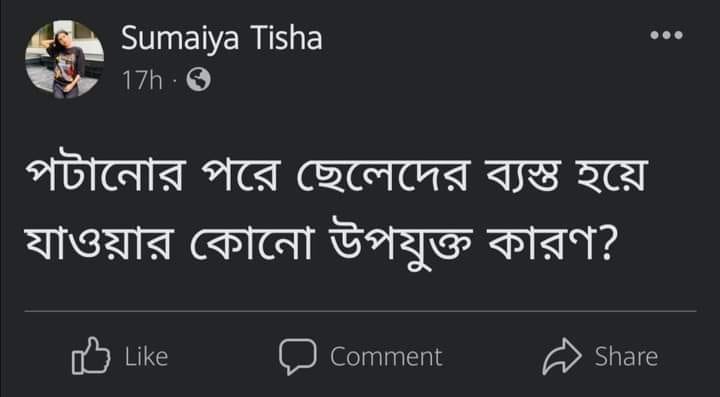 Sumaiya Tisha
17h ·
পটানোর পরে ছেলেদের ব্যস্ত হয়ে
যাওয়ার কোনো উপযুক্ত কারণ?
Like Comment Share